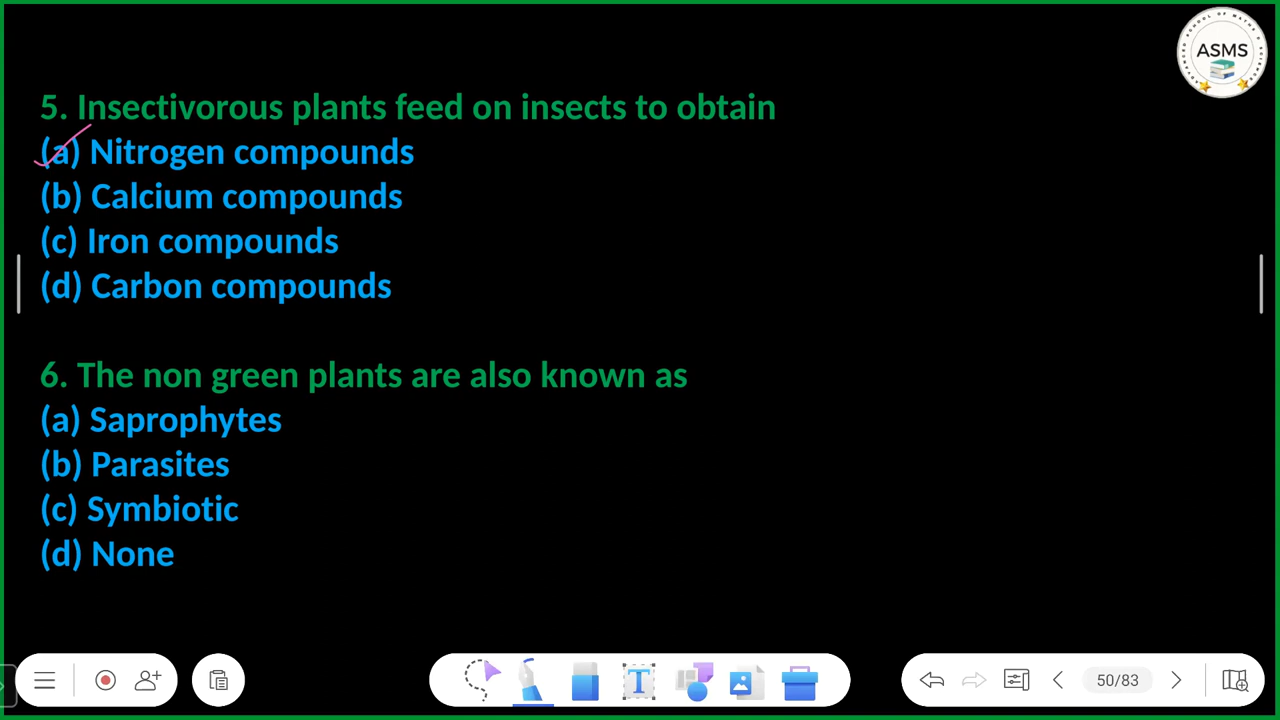 ASMS
5. Insectivorous plants feed on insects to obtain
(a) Nitrogen compounds
(b) Calcium compounds
(c) Iron compounds
(d) Carbon compounds
6. The non green plants are also known as
(a) Saprophytes
(b) Parasites
(c) Symbiotic
(d) None
T
50/83